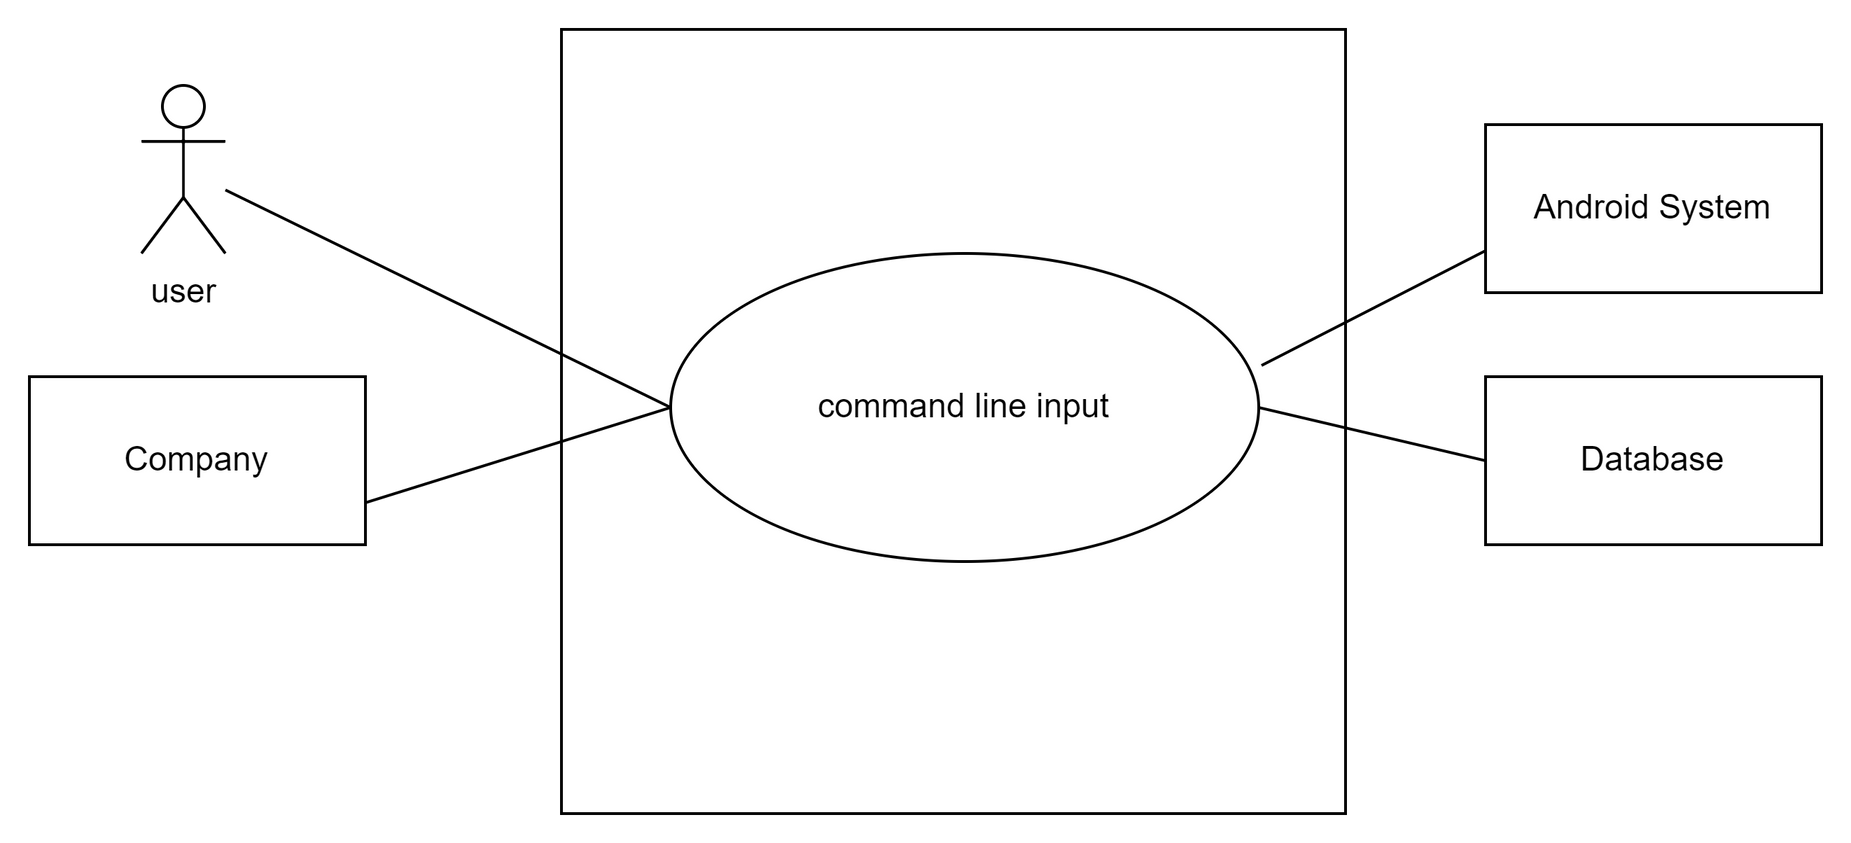 user
Company
command line input
Android System
Database